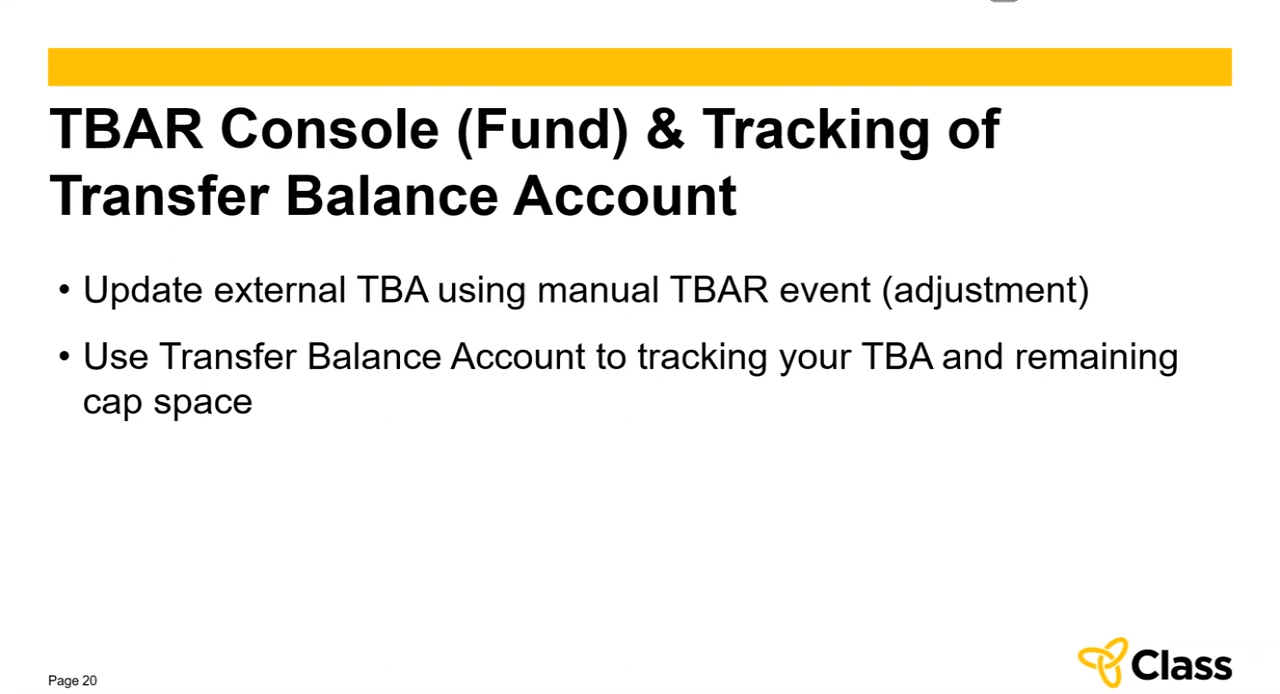 TBAR Console (Fund) & Tracking of
Transfer Balance Account
• Update external TBA using manual TBAR event (adjustment)
• Use Transfer Balance Account to tracking your TBA and remaining
cap space
Page 20
Class